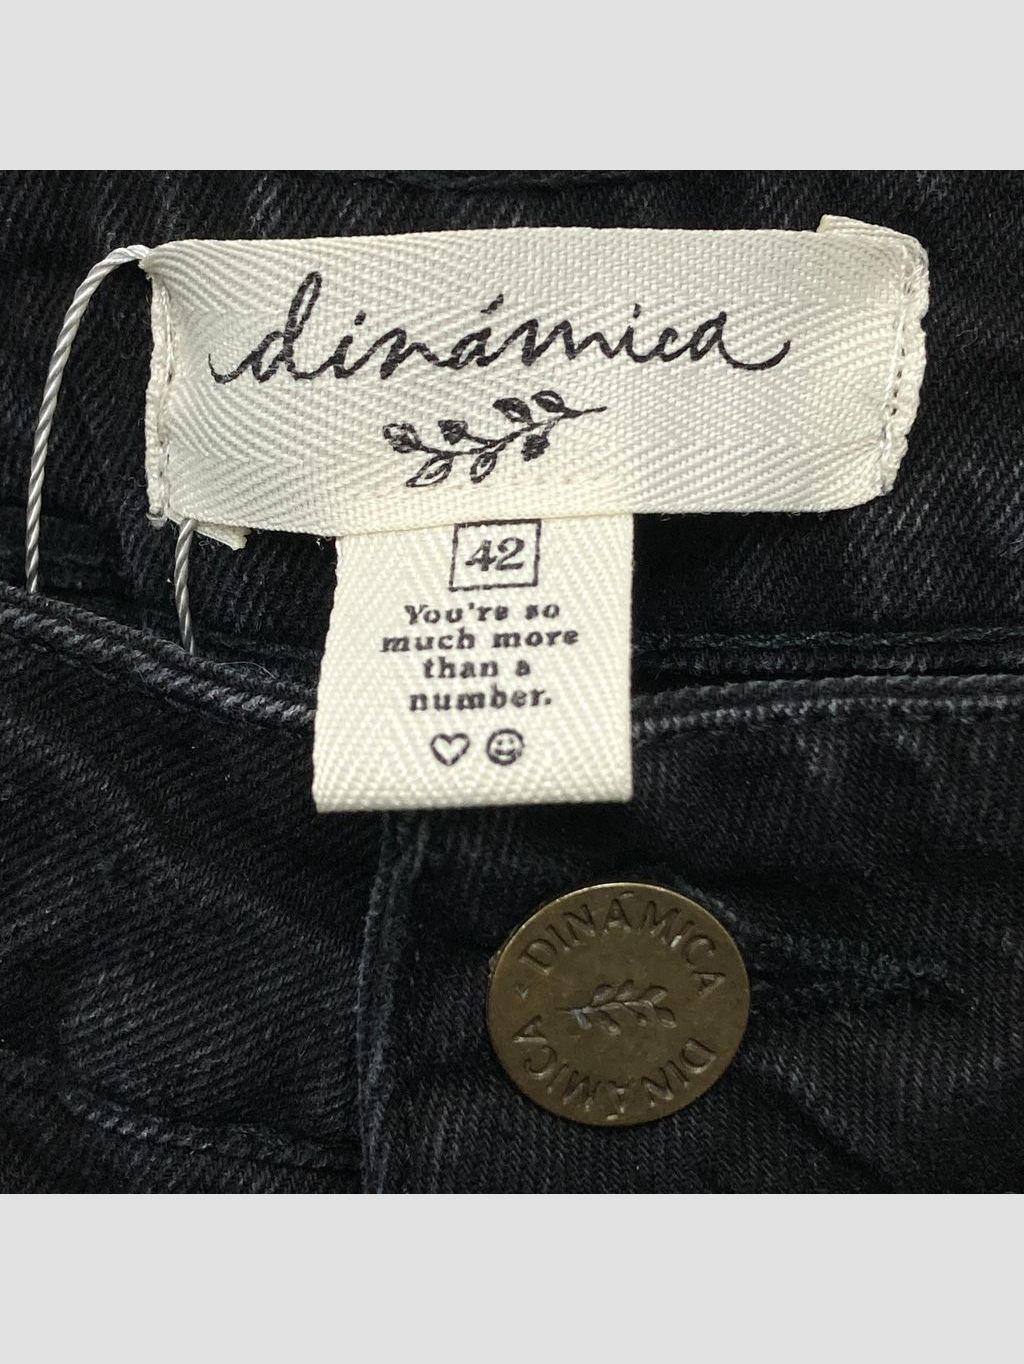 dinámica
42
You're so
much more
than a
number.
DINÁMICA
DINÁMICA